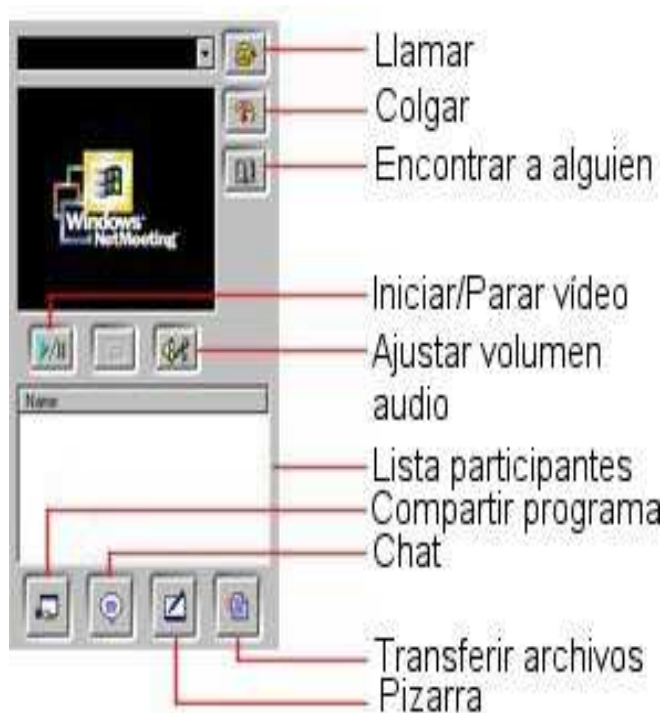 Llamar
Colgar
Encontrar a alguien
Windows
NetMeeting
Iniciar/Parar vídeo
Ajustar volumen
audio
Name
Lista participantes
Compartir programa
Chat
Transferir archivos
Pizarra